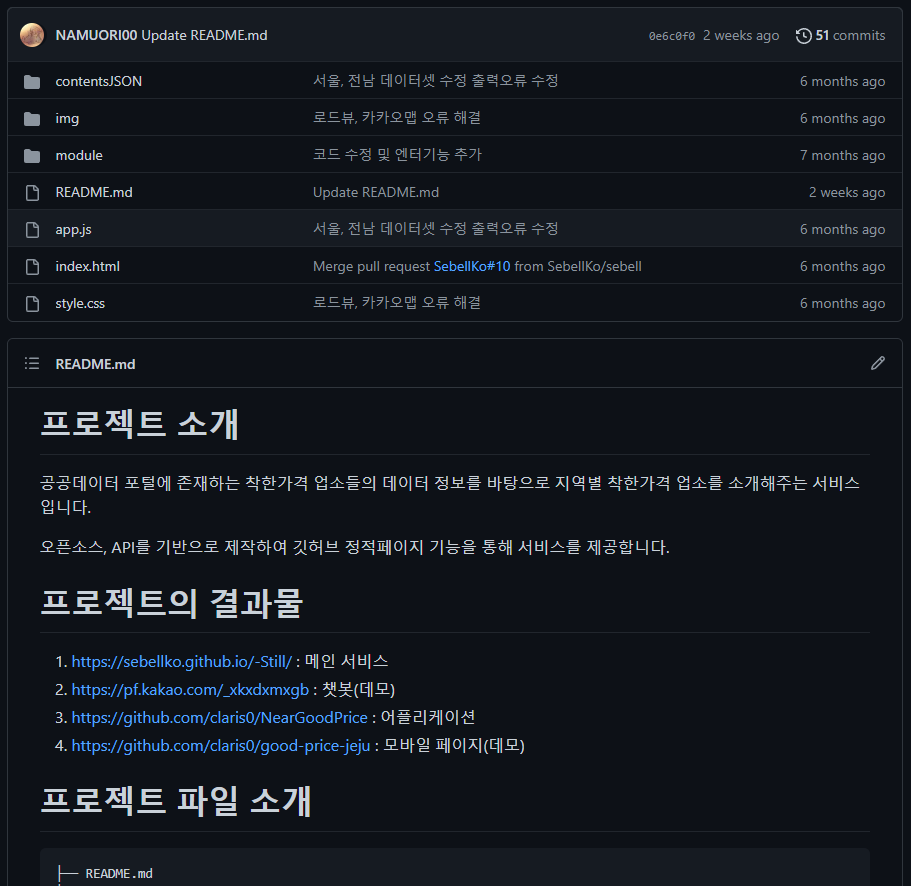 NAMUORI00 Update README.md 0e6c0f0 2 weeks ago 51 commits
contentsJSON 서울, 전남 데이터셋 수정 출력오류 수정 6 months ago
img 로드뷰, 카카오맵 오류 해결 6 months ago
module 코드 수정 및 엔터기능 추가 7 months ago
README.md Update README.md 2 weeks ago
app.js 서울, 전남 데이터셋 수정 출력오류 수정 6 months ago
index.html Merge pull request SebellKo#10 from SebellKo/sebell 6 months ago
style.css 로드뷰, 카카오맵 오류 해결 6 months ago
README.md
프로젝트 소개
공공데이터 포털에 존재하는 착한가격 업소들의 데이터 정보를 바탕으로 지역별 착한가격 업소를 소개해주는 서비스
입니다.
오픈소스, API를 기반으로 제작하여 깃허브 정적페이지 기능을 통해 서비스를 제공합니다.
프로젝트의 결과물
1. https://sebellko.github.io/-Still/ : 메인 서비스
2. https://pf.kakao.com/_xkxdxmxgb : 챗봇(데모)
3. https://github.com/claris0/NearGoodPrice : 어플리케이션
4. https://github.com/claris0/good-price-jeju : 모바일 페이지(데모)
프로젝트 파일 소개
├── README.md